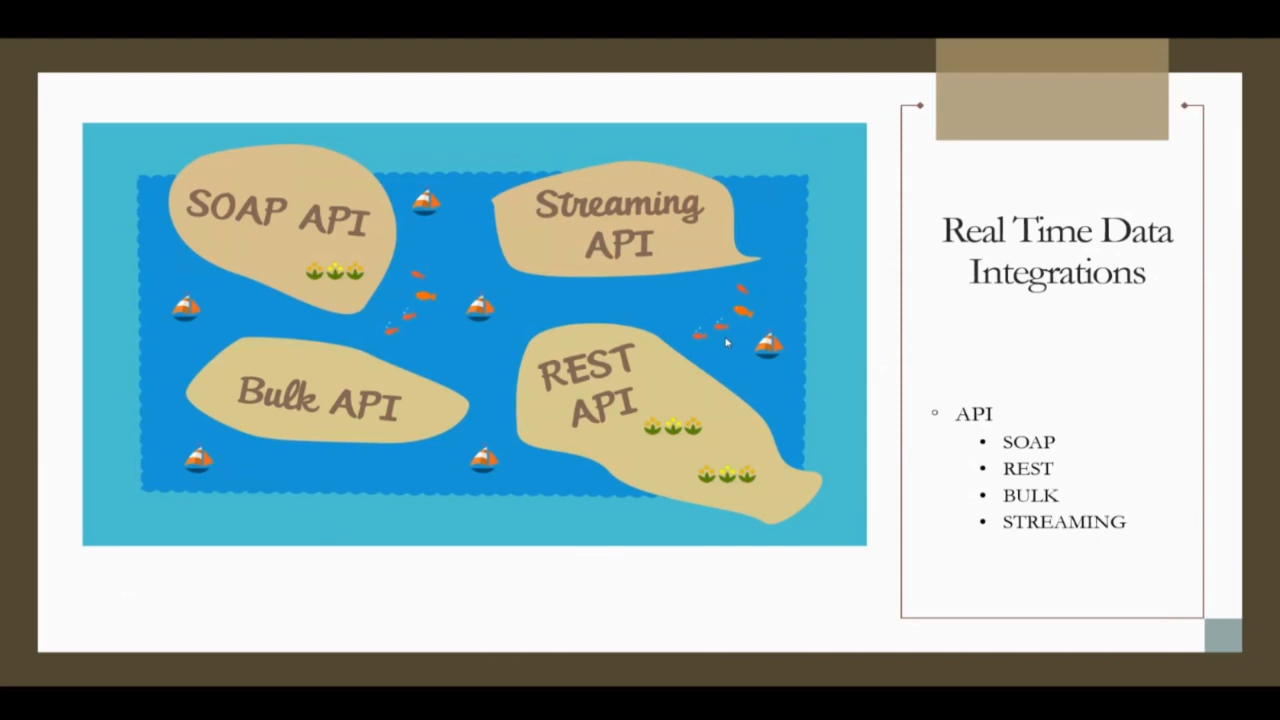 SOAP API
Streaming
API
Bulk API
REST
API
Real Time Data
Integrations
API
SOAP
REST
BULK
STREAMING